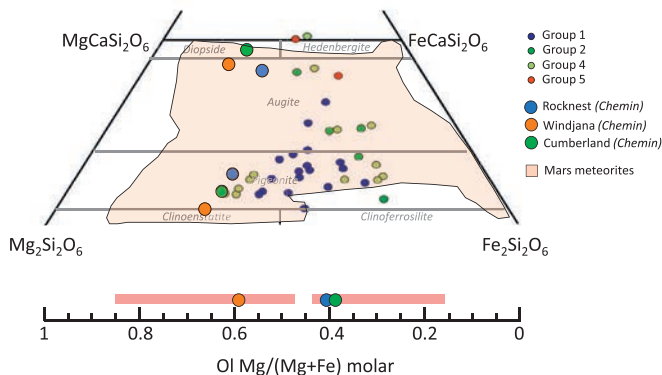 MgCaSi2O6
FeCaSi2O6
Diopside
Hedenbergite
Augite
Pigeonite
Clinoenstatite
Clinoferrosilite
Mg2Si2O6
Fe2Si2O6
Group 1
Group 2
Group 4
Group 5
Rocknest (Chemin)
Windjana (Chemin)
Cumberland (Chemin)
Mars meteorites
1 0.8 0.6 0.4 0.2 0
Ol Mg/(Mg+Fe) molar